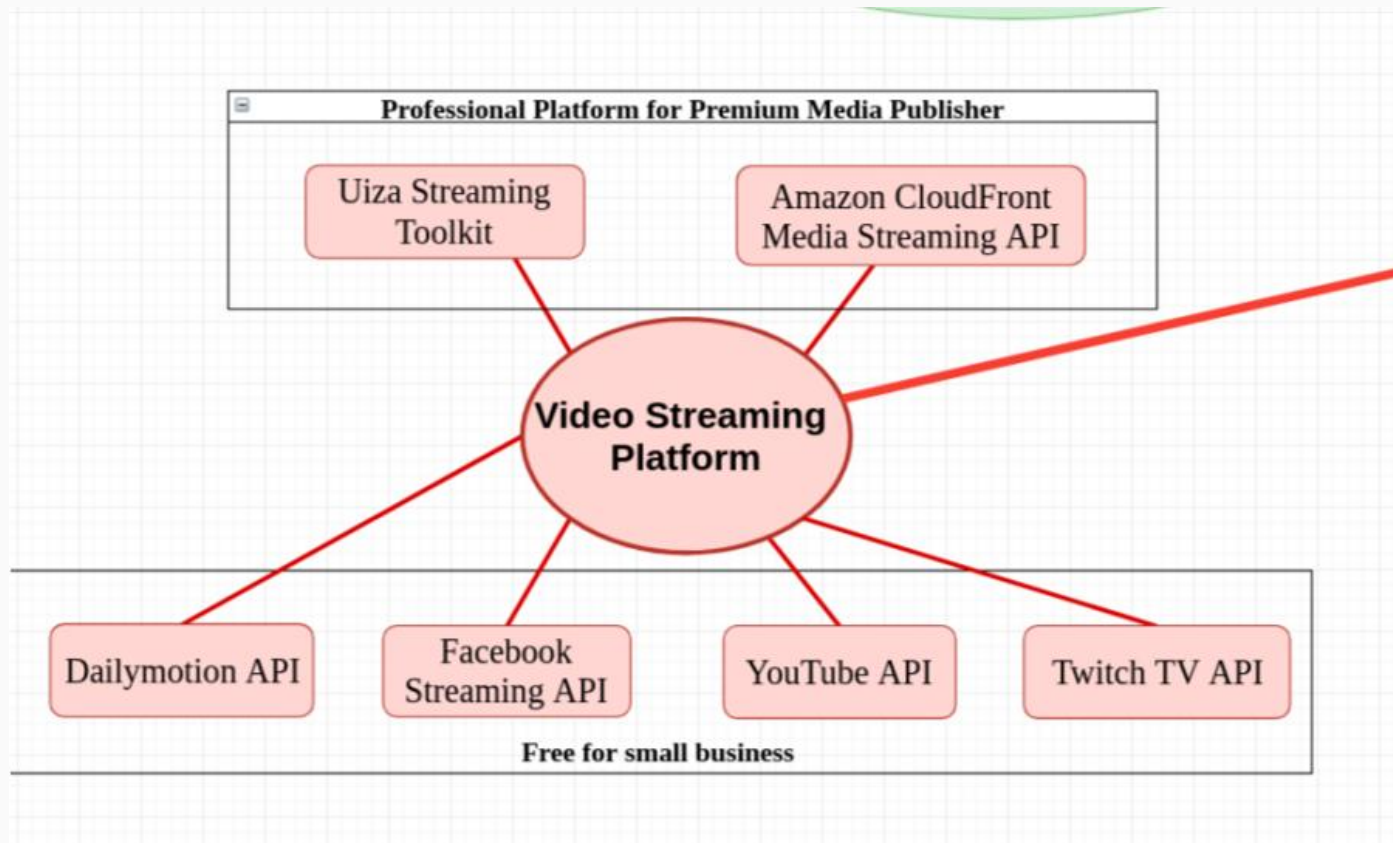 Professional Platform for Premium Media Publisher
Uiza Streaming
Toolkit
Amazon CloudFront
Media Streaming API
Video Streaming
Platform
Dailymotion API
Facebook
Streaming API
YouTube API
Twitch TV API
Free for small business